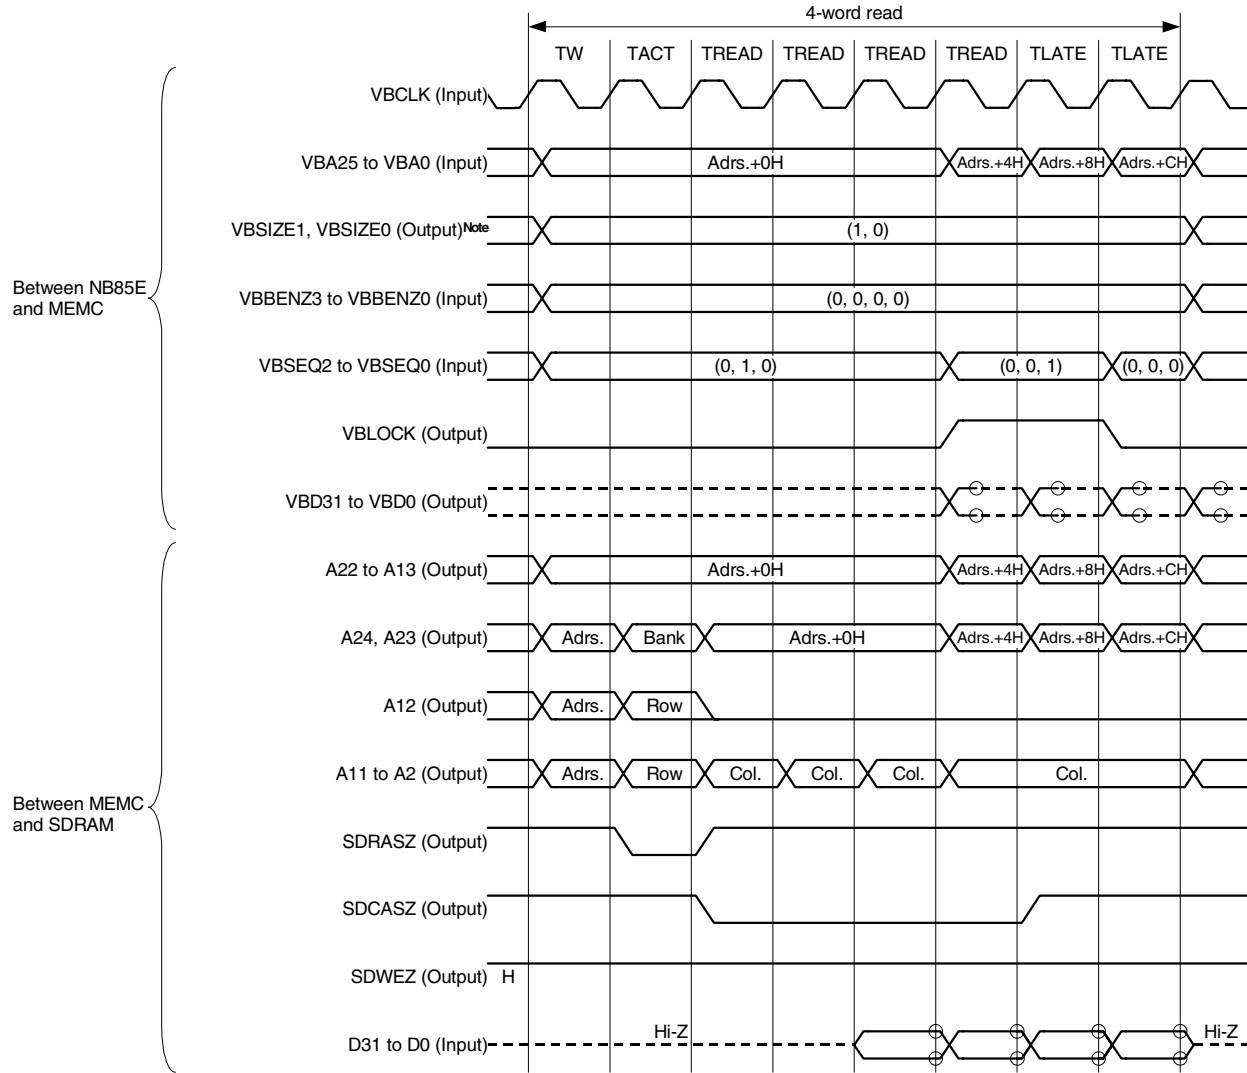 4-word read
TW TACT TREAD TREAD TREAD TREAD TLATE TLATE
VBCLK (Input)
VBA25 to VBA0 (Input) Adrs.+0H Adrs.+4H Adrs.+8H Adrs.+CH
VBSIZE1, VBSIZE0 (Output)Note (1, 0)
Between NB85E
and MEMC
VBBENZ3 to VBBENZ0 (Input) (0, 0, 0, 0)
VBSEQ2 to VBSEQ0 (Input) (0, 1, 0) (0, 0, 1) (0, 0, 0)
VBLOCK (Output)
VBD31 to VBD0 (Output)
A22 to A13 (Output) Adrs.+0H Adrs.+4H Adrs.+8H Adrs.+CH
A24, A23 (Output) Adrs. Bank Adrs.+0H Adrs.+4H Adrs.+8H Adrs.+CH
A12 (Output) Adrs. Row
A11 to A2 (Output) Adrs. Row Col. Col. Col. Col.
Between MEMC
and SDRAM
SDRASZ (Output)
SDCASZ (Output)
SDWEZ (Output) H
D31 to D0 (Input) Hi-Z Hi-Z